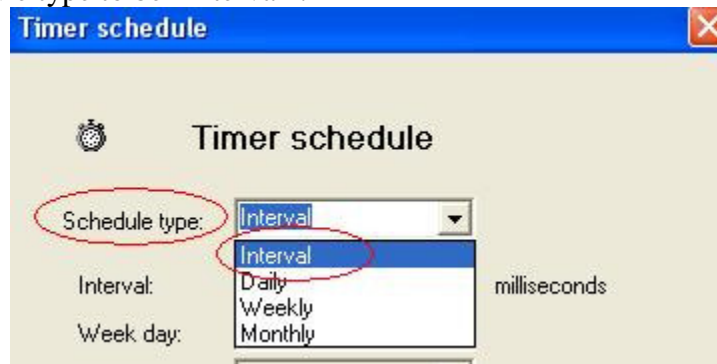 Timer schedule
Timer schedule
Schedule type: Interval
Interval
Interval: Daily milliseconds
Weekly
Week day: Monthly